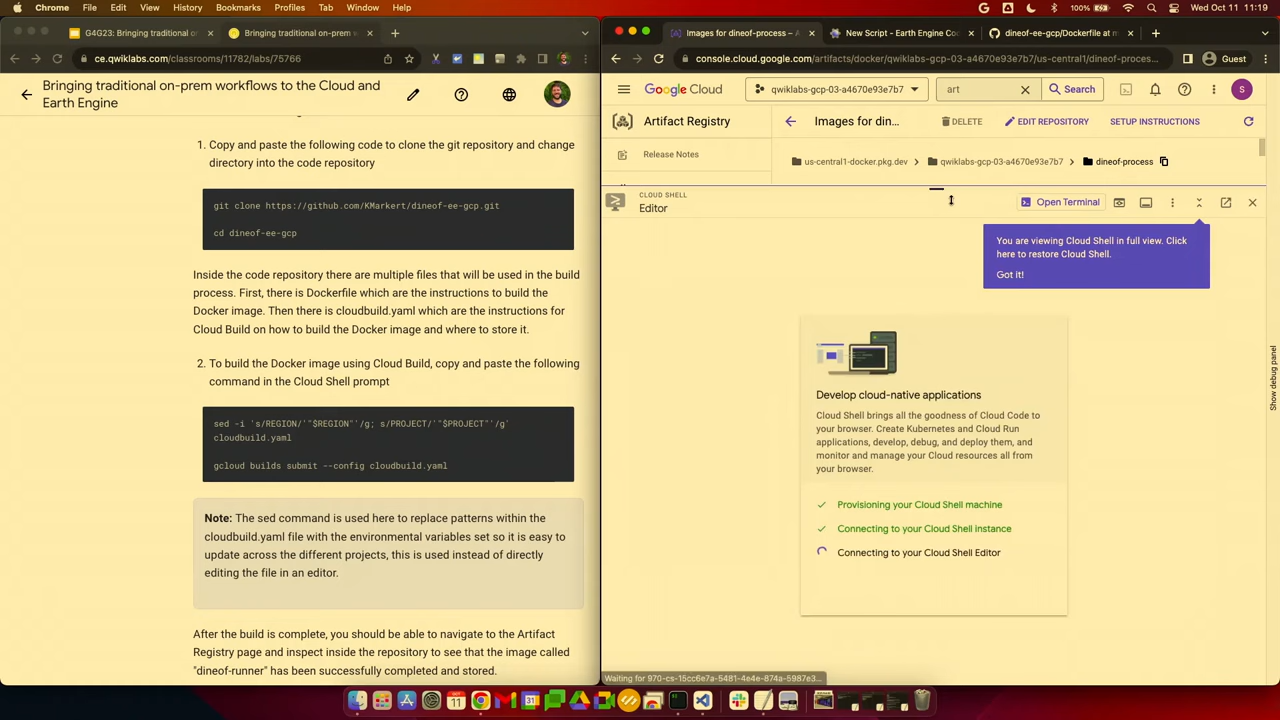 Chrome File Edit View History Bookmarks Profiles Tab Window Help
100% Wed Oct 11 11:19
G4G23: Bringing traditional on
Bringing traditional on-prem w
ce.qwiklabs.com/classrooms/11782/labs/75766
Bringing traditional on-prem workflows to the Cloud and
Earth Engine
1. Copy and paste the following code to clone the git repository and change
directory into the code repository
git clone https://github.com/KMarkert/dineof-ee-gcp.git
cd dineof-ee-gcp
Inside the code repository there are multiple files that will be used in the build
process. First, there is Dockerfile which are the instructions to build the
Docker image. Then there is cloudbuild.yaml which are the instructions for
Cloud Build on how to build the Docker image and where to store it.
2. To build the Docker image using Cloud Build, copy and paste the following
command in the Cloud Shell prompt
sed -i 's/REGION/'"$REGION"'/g; s/PROJECT/'"$PROJECT"'/g'
cloudbuild.yaml
gcloud builds submit --config cloudbuild.yaml
Note: The sed command is used here to replace patterns within the
cloudbuild.yaml file with the environmental variables set so it is easy to
update across the different projects, this is used instead of directly
editing the file in an editor.
After the build is complete, you should be able to navigate to the Artifact
Registry page and inspect inside the repository to see that the image called
"dineof-runner" has been successfully completed and stored.
Images for dineof-process – A
New Script - Earth Engine Cod
dineof-ee-gcp/Dockerfile at m
console.cloud.google.com/artifacts/docker/qwiklabs-gcp-03-a4670e93e7b7/us-central1/dineof-proces...
Guest
Google Cloud
qwiklabs-gcp-03-a4670e93e7b7
art
Search
S
Artifact Registry
Images for din...
DELETE
EDIT REPOSITORY
SETUP INSTRUCTIONS
Release Notes
us-central1-docker.pkg.dev > qwiklabs-gcp-03-a4670e93e7b7 > dineof-process
CLOUD SHELL
Editor
Open Terminal
You are viewing Cloud Shell in full view. Click
here to restore Cloud Shell.
Got it!
Develop cloud-native applications
Cloud Shell brings all the goodness of Cloud Code to
your browser. Create Kubernetes and Cloud Run
applications, develop, debug, and deploy them, and
monitor and manage your Cloud resources all from
your browser.
Provisioning your Cloud Shell machine
Connecting to your Cloud Shell instance
Connecting to your Cloud Shell Editor
Show debug panel
Waiting for 970-cs-15cc6e7a-5481-4e4e-874a-5987e3...